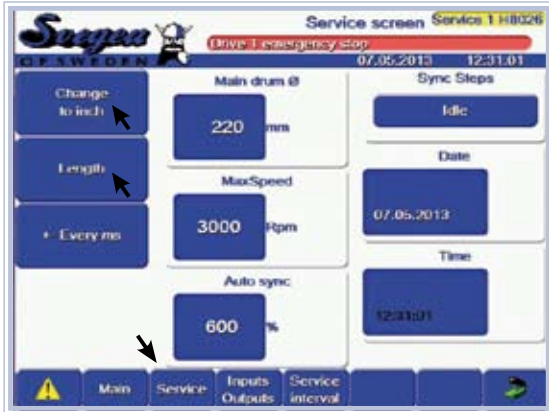 Service screen Service 1 H8026
Svegea
OF SWEDEN
Drive 1 emergency stop
07.05.2013 12:31:01
Change
to inch
Length
Every ms
Main drum Ø
220 mm
MaxSpeed
3000 Rpm
Auto sync
600 %
Sync Steps
Idle
Date
07.05.2013
Time
12:31:01
Main
Service
Inputs
Outputs
Service
interval